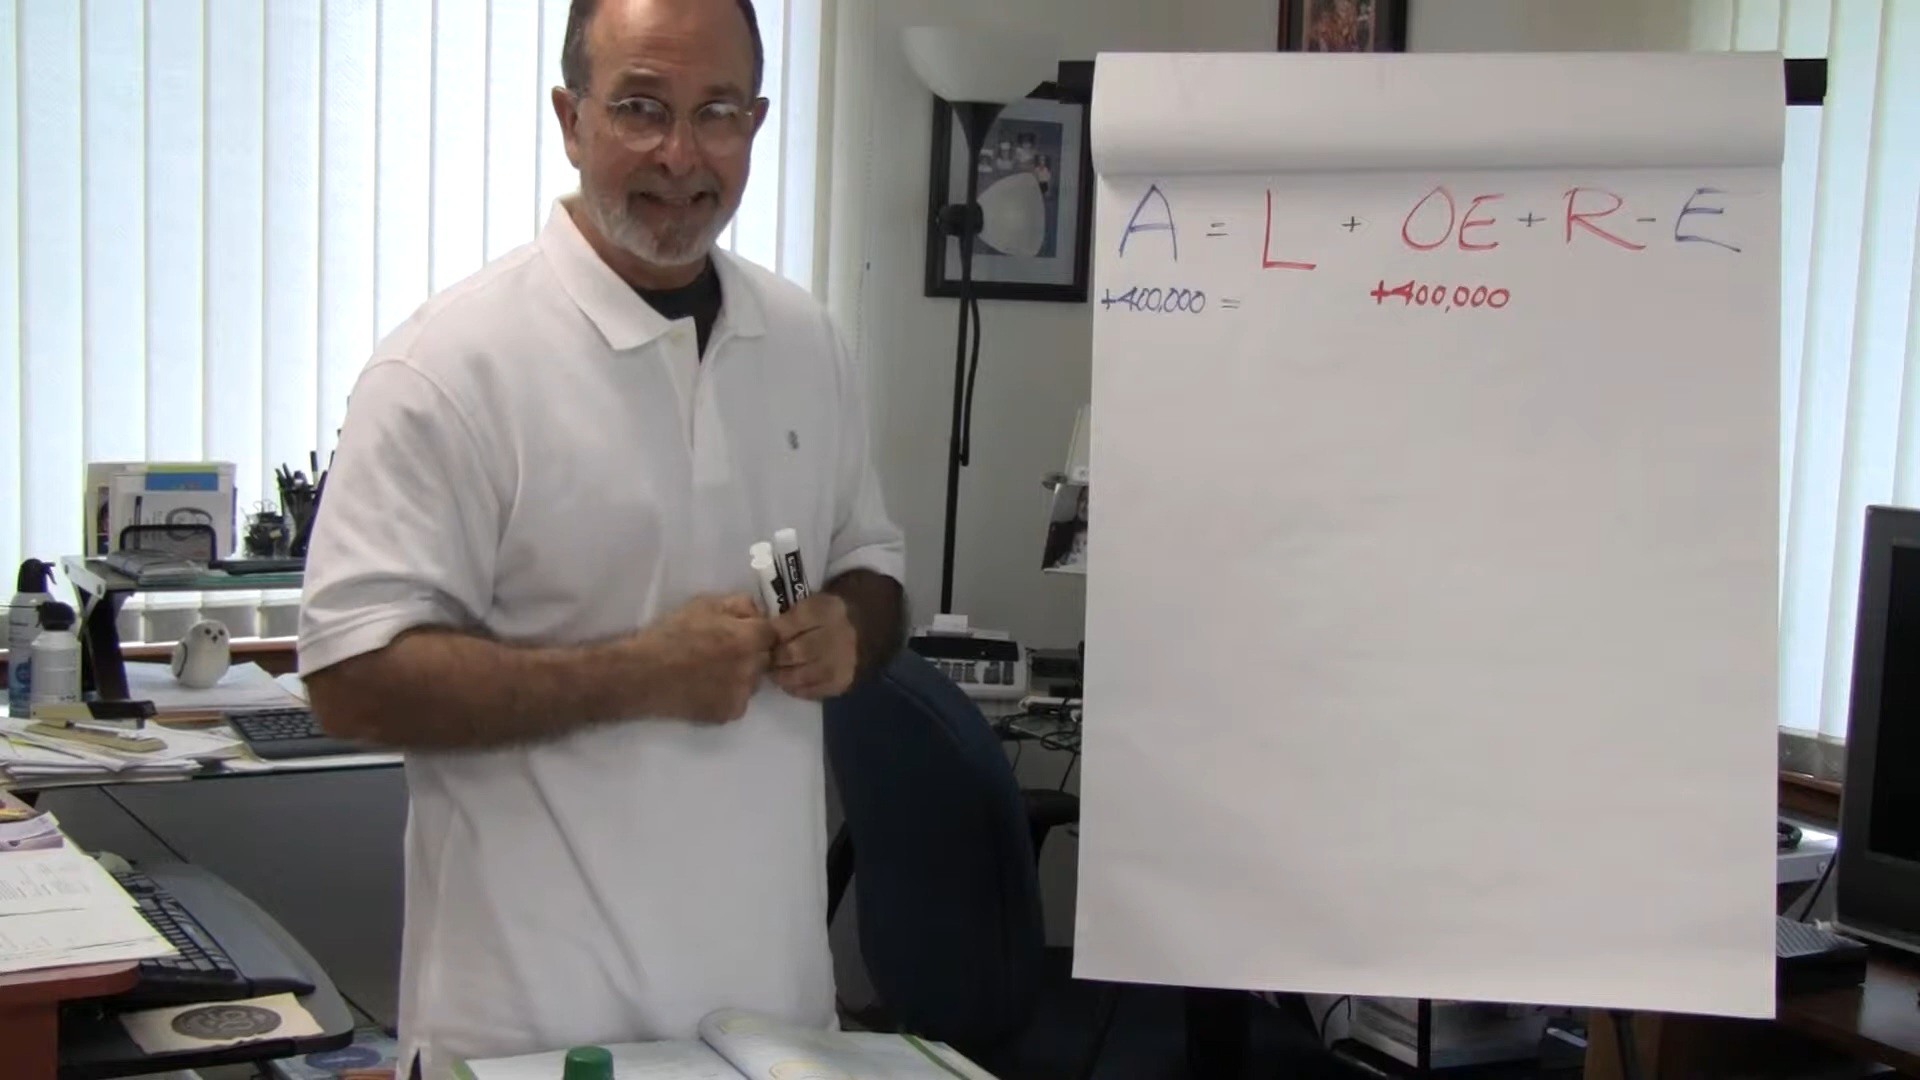 A = L + OE + R - E
+400,000 = +400,000